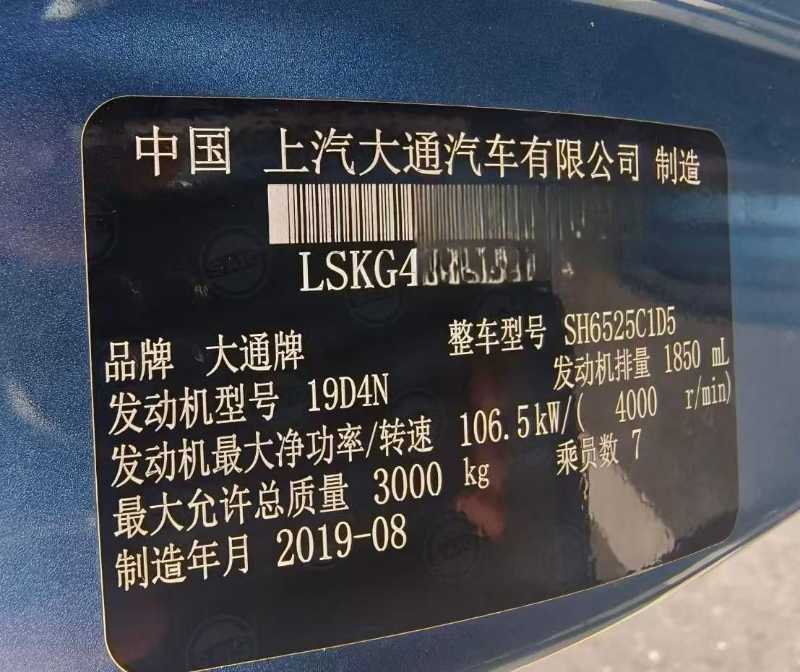 中国 上汽大通汽车有限公司 制造
LSKG4
品牌 大通牌 整车型号 SH6525C1D5
发动机型号 19D4N 发动机排量 1850 mL
发动机最大净功率/转速 106.5kW/( 4000 r/min)
最大允许总质量 3000 kg 乘员数 7
制造年月 2019-08